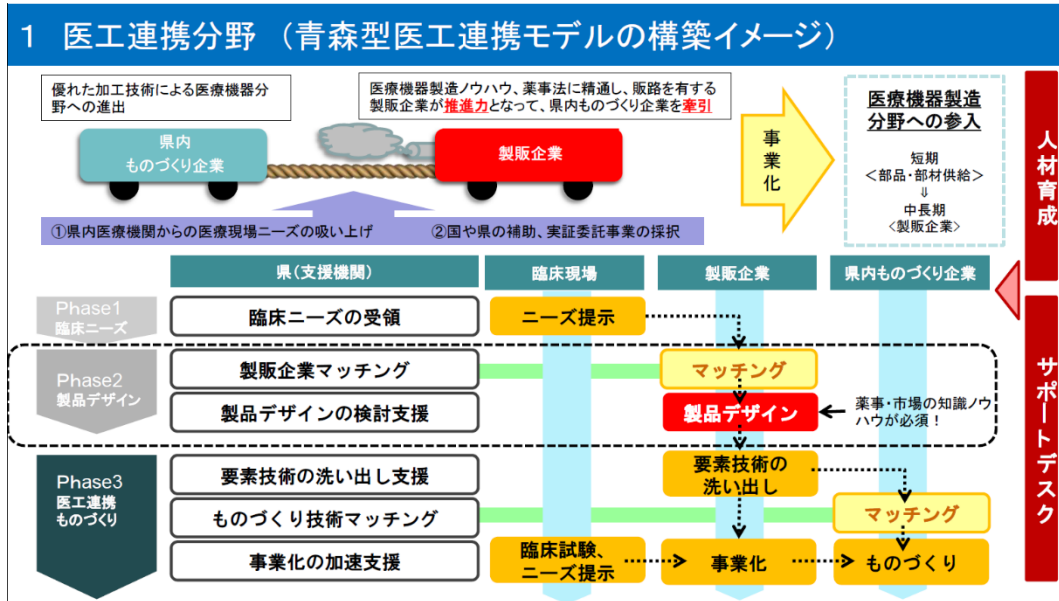 1 医工連携分野 （青森型医工連携モデルの構築イメージ）
優れた加工技術による医療機器分
野への進出
医療機器製造ノウハウ、薬事法に精通し、販路を有する
製販企業が推進力となって、県内ものづくり企業を牽引
県内
ものづくり企業
製販企業
事業化
医療機器製造
分野への参入
短期
＜部品・部材供給＞
⇓
中長期
＜製販企業＞
人材育成
①県内医療機関からの医療現場ニーズの吸い上げ
②国や県の補助、実証委託事業の採択
県（支援機関）
臨床現場
製販企業
県内ものづくり企業
Phase1
臨床ニーズ
臨床ニーズの受領
ニーズ提示
Phase2
製品デザイン
製販企業マッチング
マッチング
製品デザインの検討支援
製品デザイン
薬事・市場の知識ノウ
ハウが必須！
サポートデスク
Phase3
医工連携
ものづくり
要素技術の洗い出し支援
要素技術の
洗い出し
ものづくり技術マッチング
マッチング
事業化の加速支援
臨床試験、
ニーズ提示
事業化
ものづくり